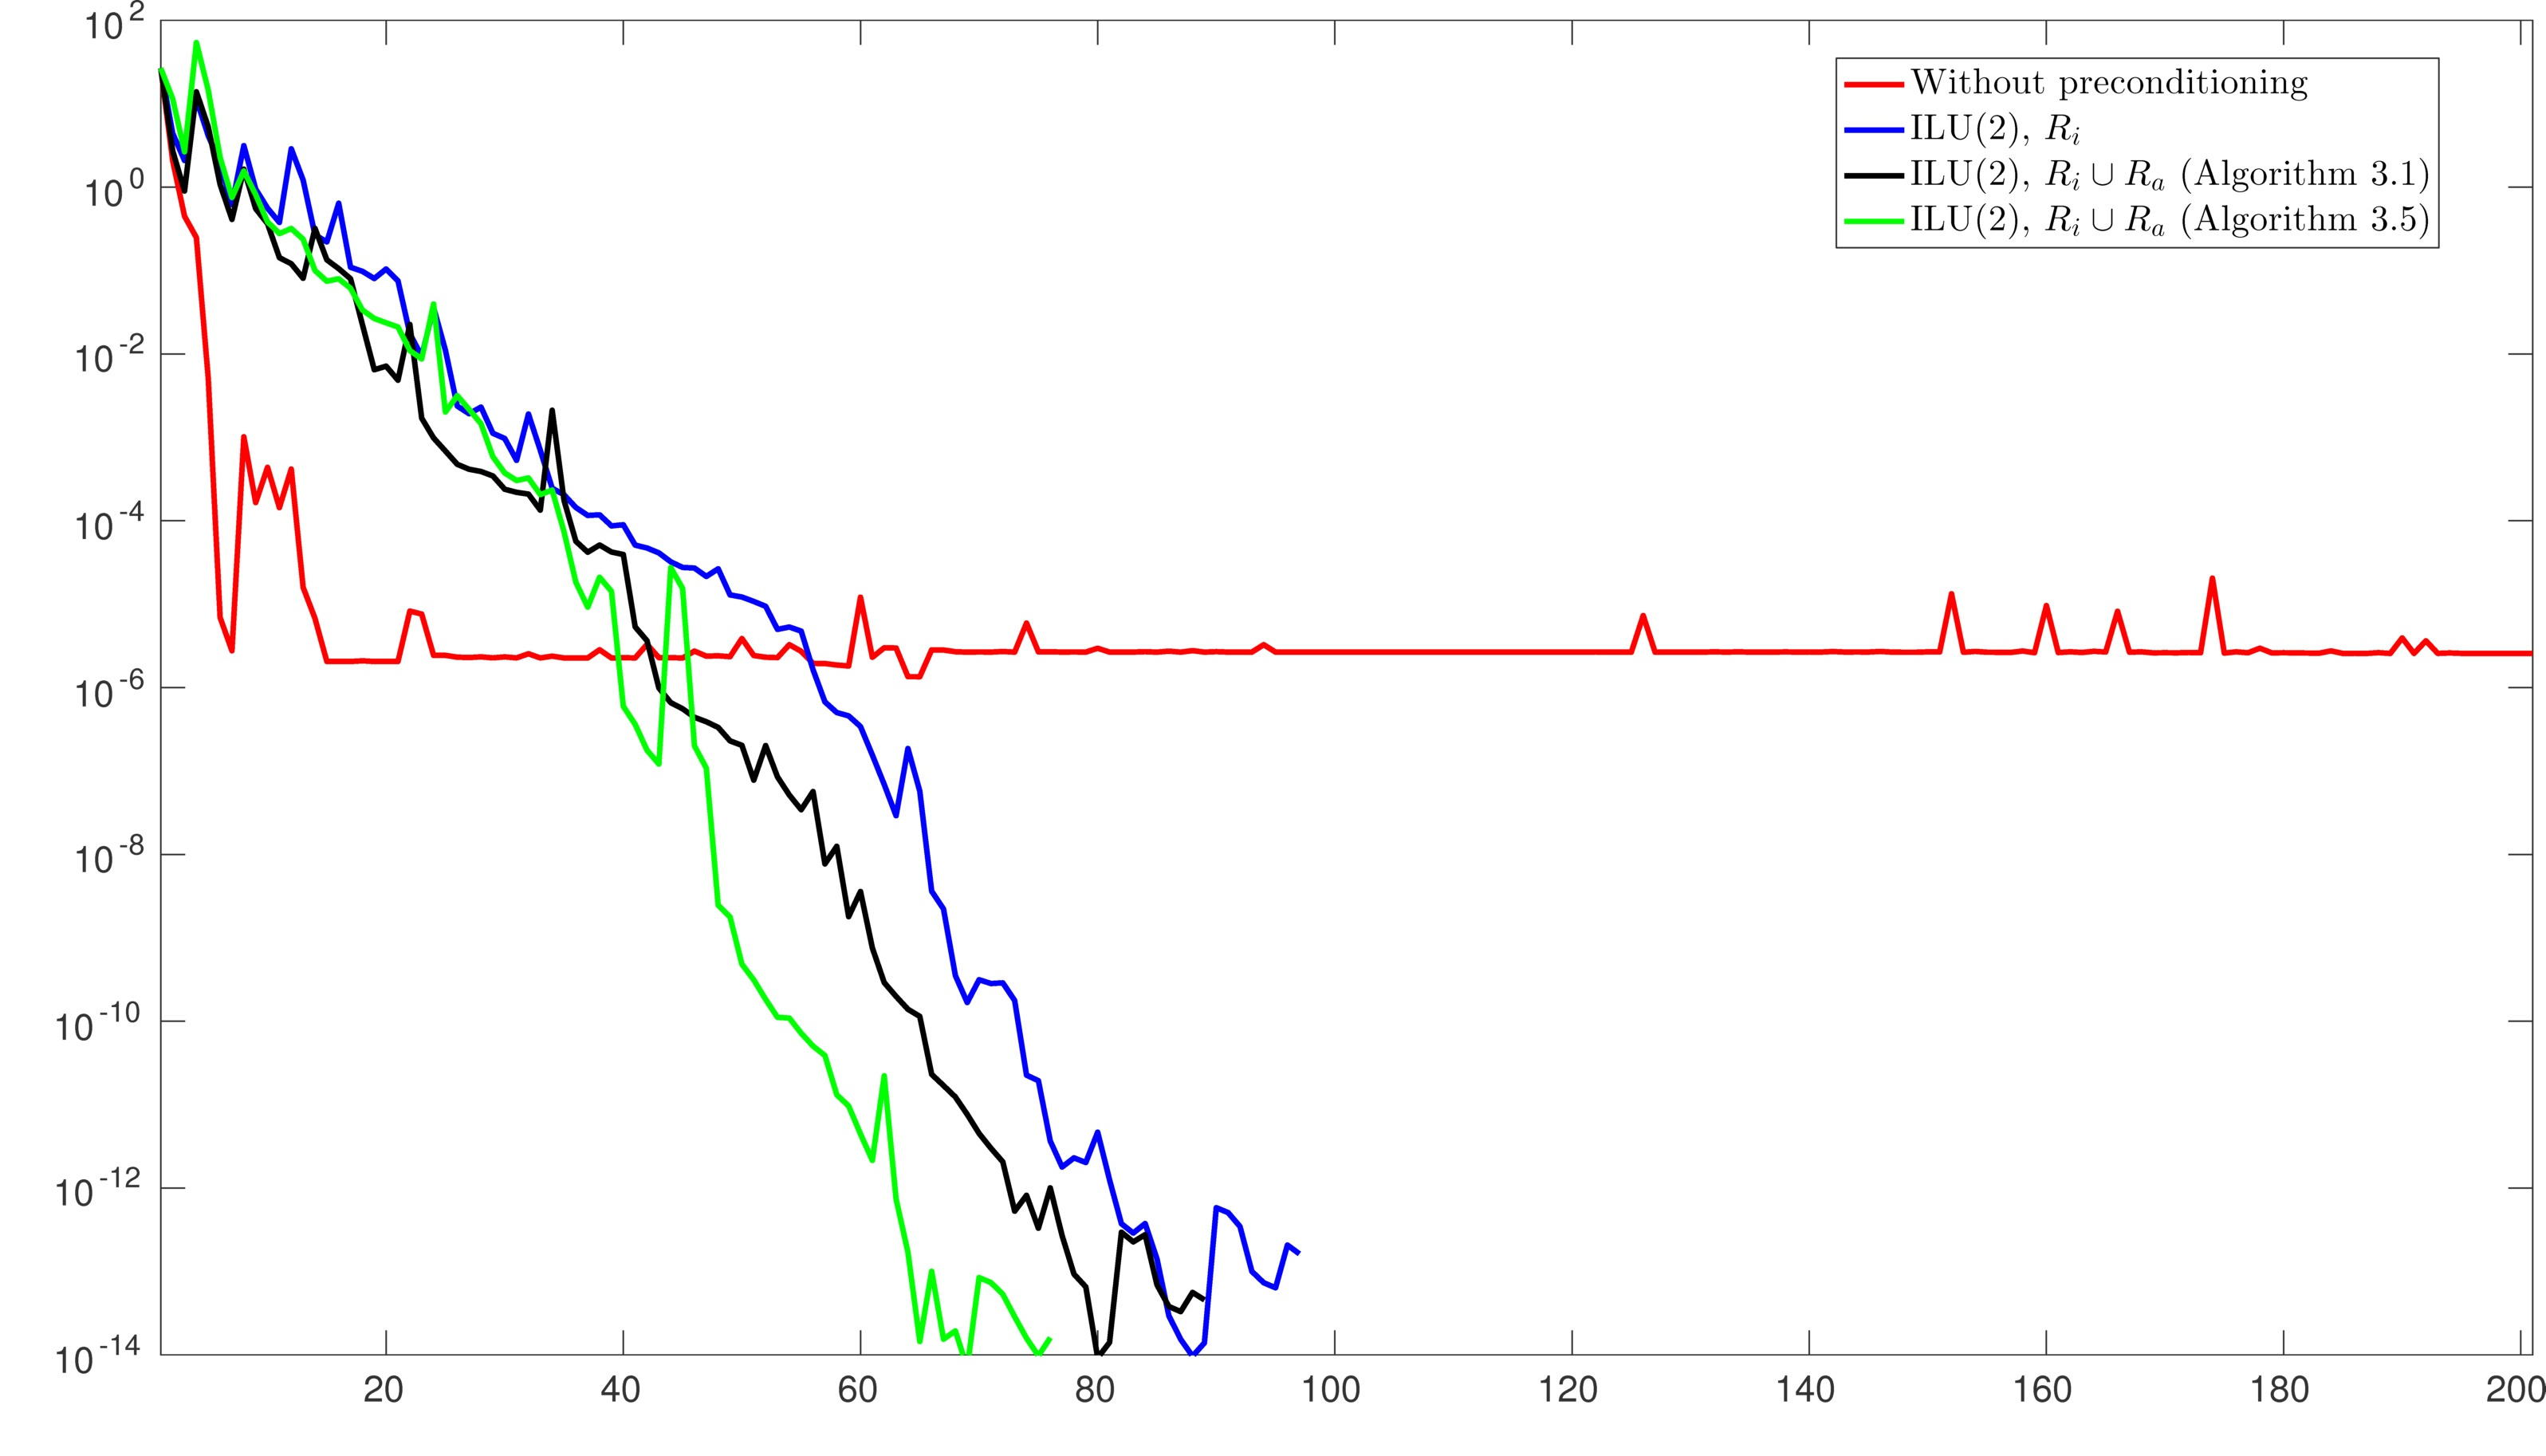 10^2
10^0
10^-2
10^-4
10^-6
10^-8
10^-10
10^-12
10^-14
20 40 60 80 100 120 140 160 180 200
Without preconditioning
ILU(2), R_i
ILU(2), R_i ∪ R_a (Algorithm 3.1)
ILU(2), R_i ∪ R_a (Algorithm 3.5)